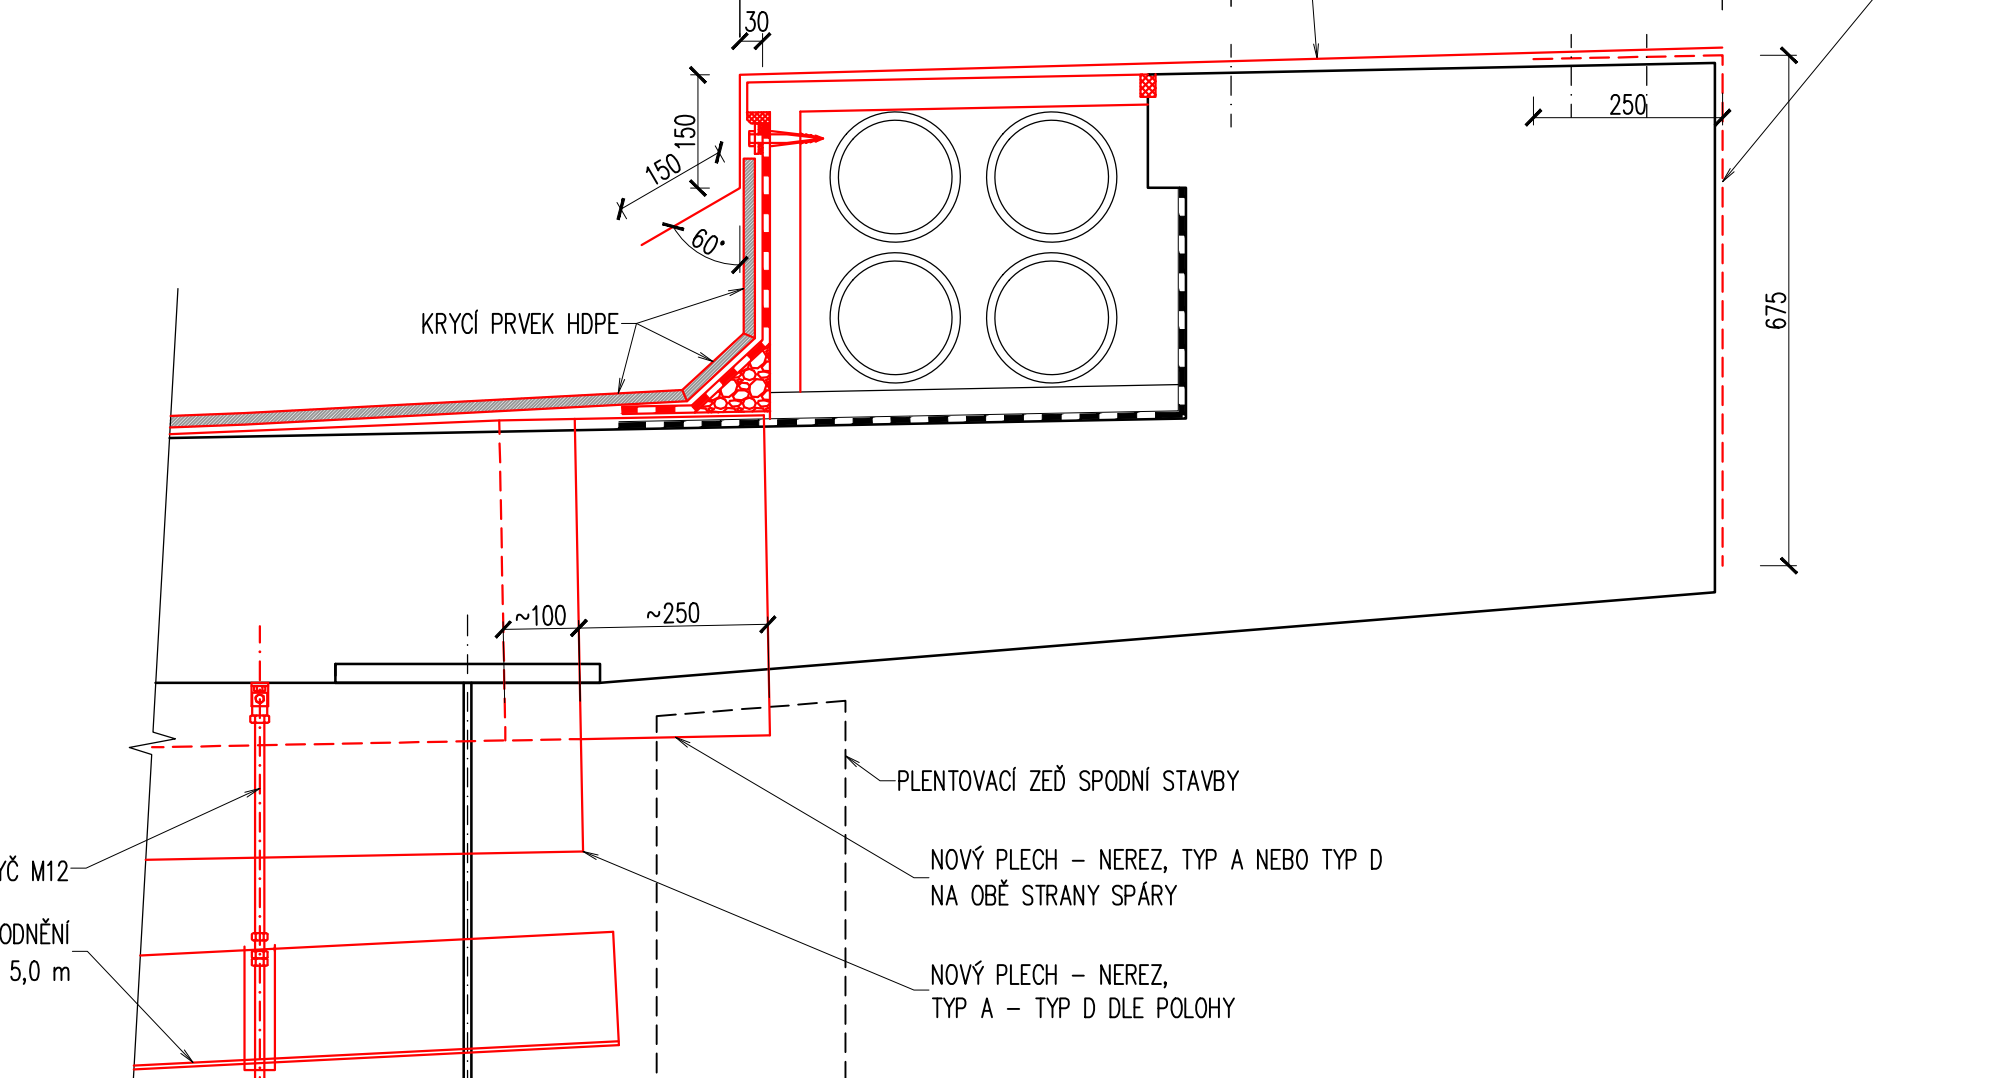 30
150
150
60°
250
675
KRYCÍ PRVEK HDPE
~100
~250
PLENTOVACÍ ZEĎ SPODNÍ STAVBY
NOVÝ PLECH – NEREZ, TYP A NEBO TYP D
NA OBĚ STRANY SPÁRY
YČ M12
ODNĚNÍ
5,0 m
NOVÝ PLECH – NEREZ,
TYP A – TYP D DLE POLOHY